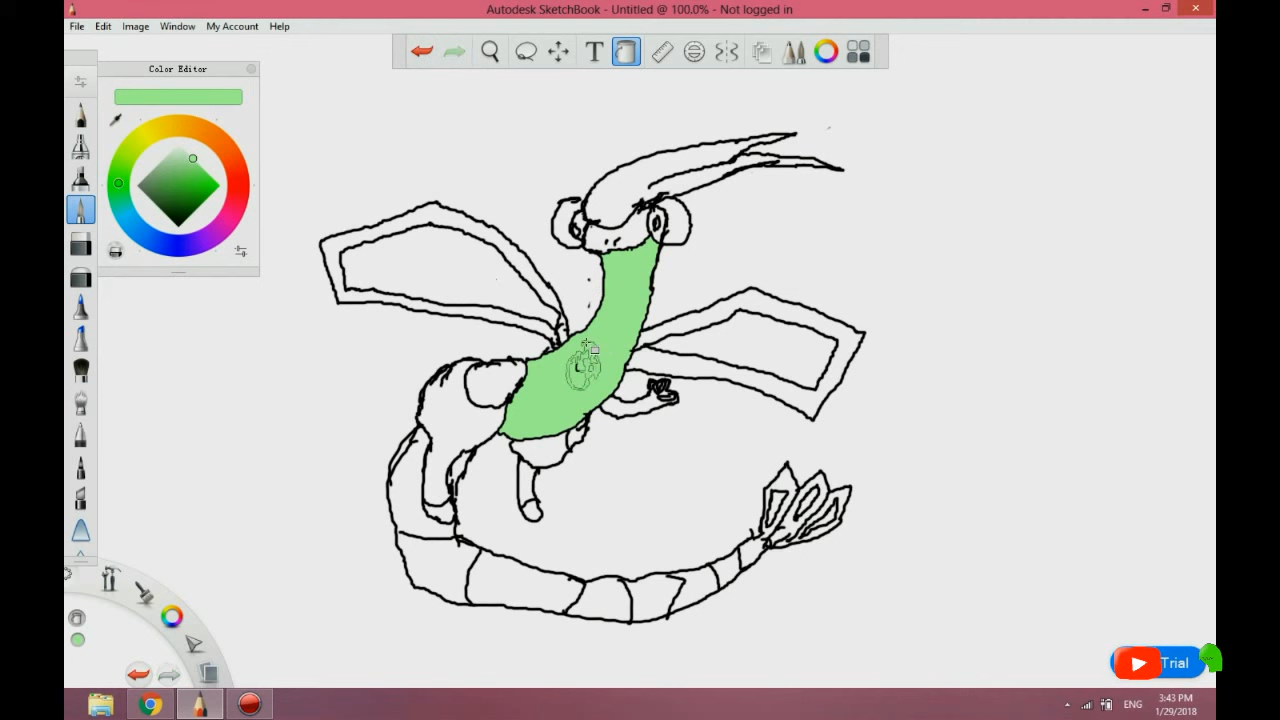 Autodesk SketchBook - Untitled @ 100.0% - Not logged in
File Edit Image Window My Account Help
T
Color Editor
Trial
ENG
3:43 PM
1/29/2018